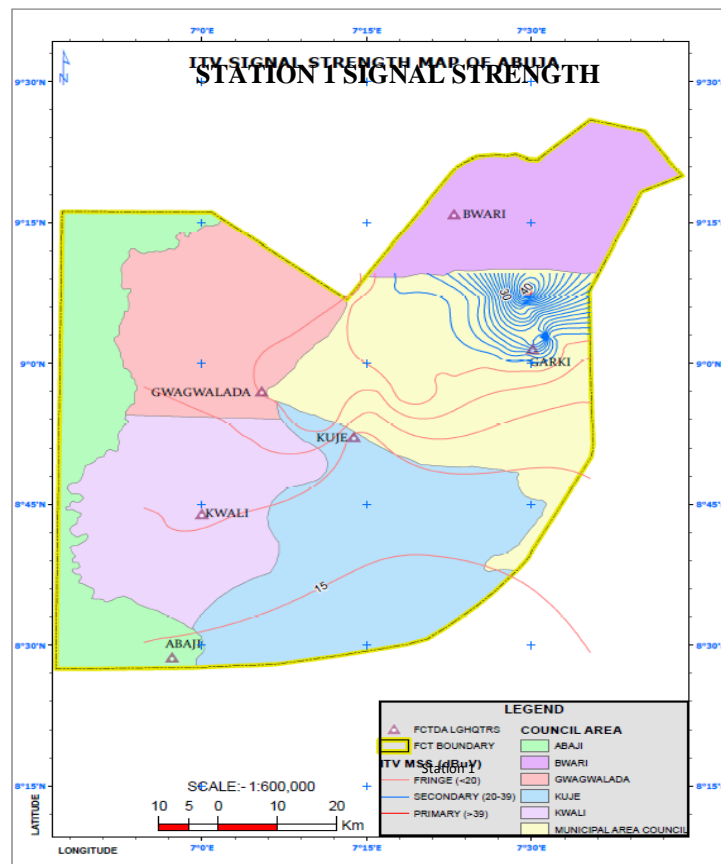 ITV SIGNAL STRENGTH MAP OF ABUJA
STATION 1 SIGNAL STRENGTH
7°0'E 7°15'E 7°30'E
9°30'N 9°30'N
N
BWARI
9°15'N 9°15'N
30 40
9°0'N 9°0'N
GARKI
GWAGWALADA
KUJE
8°45'N 8°45'N
KWALI
15
8°30'N 8°30'N
ABAJI
LEGEND
FCTDA LGHQTRS
FCT BOUNDARY
ITV MSS (dBuV)
Station 1
FRINGE (<20)
SECONDARY (20-39)
PRIMARY (>39)
COUNCIL AREA
ABAJI
BWARI
GWAGWALADA
KUJE
KWALI
MUNICIPAL AREA COUNCIL
8°15'N 8°15'N
SCALE:- 1:600,000
10 5 0 10 20
Km
LATITUDE
LONGITUDE
7°0'E 7°15'E 7°30'E